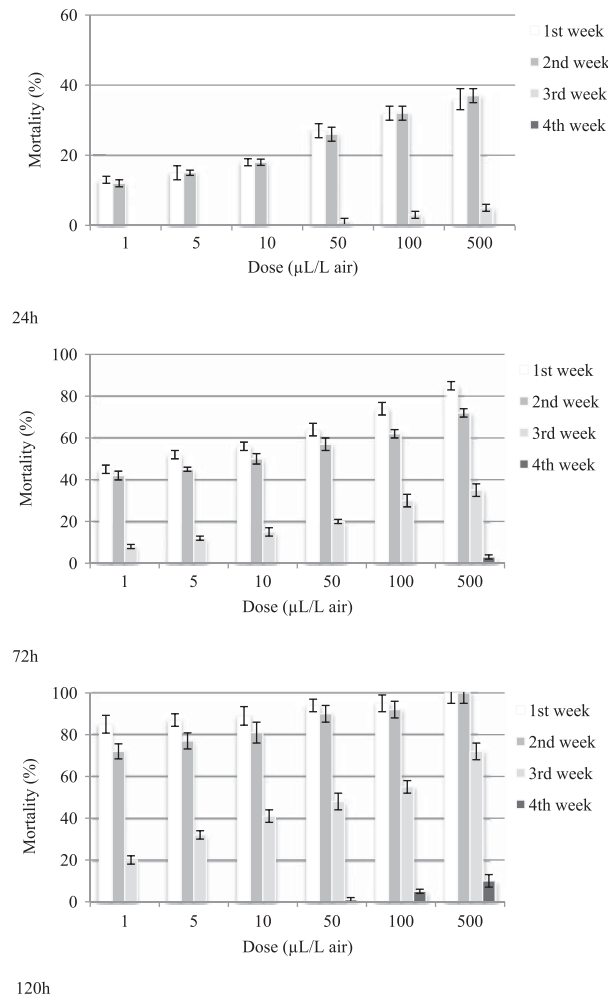 60
40
20
0
Mortality (%)
1 5 10 50 100 500
Dose (µL/L air)
1st week
2nd week
3rd week
4th week
24h
100
80
60
40
20
0
Mortality (%)
1 5 10 50 100 500
Dose (µL/L air)
1st week
2nd week
3rd week
4th week
72h
100
80
60
40
20
0
Mortality (%)
1 5 10 50 100 500
Dose (µL/L air)
1st week
2nd week
3rd week
4th week
120h